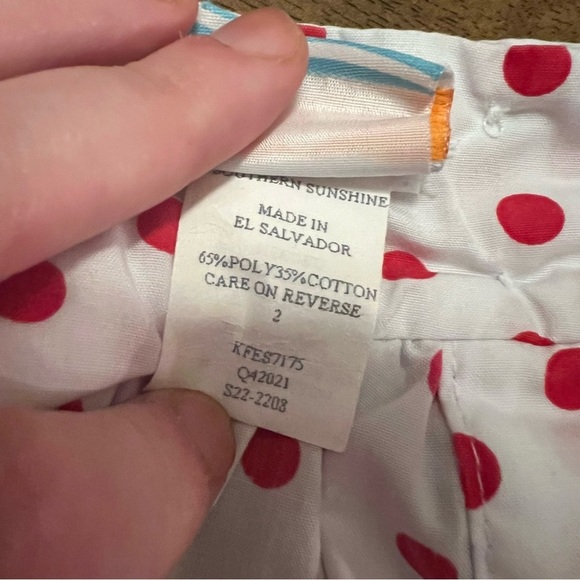 SOUTHERN SUNSHINE
MADE IN
EL SALVADOR
65%POLY35%COTTON
CARE ON REVERSE
2
KFES7175
Q42021
S22-2208